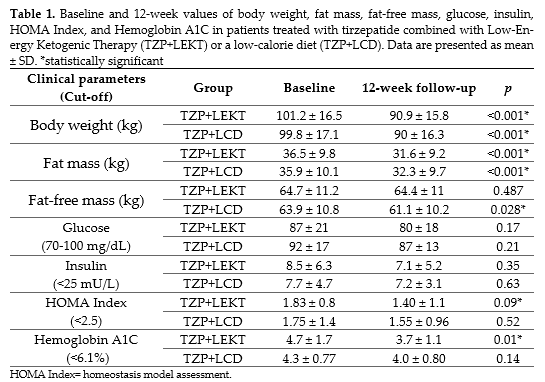 Table 1. Baseline and 12-week values of body weight, fat mass, fat-free mass, glucose, insulin,
HOMA Index, and Hemoglobin A1C in patients treated with tirzepatide combined with Low-En-
ergy Ketogenic Therapy (TZP+LEKT) or a low-calorie diet (TZP+LCD). Data are presented as mean
± SD. *statistically significant
Clinical parameters (Cut-off) Group Baseline 12-week follow-up p
Body weight (kg) TZP+LEKT 101.2 ± 16.5 90.9 ± 15.8 <0.001*
TZP+LCD 99.8 ± 17.1 90 ± 16.3 <0.001*
Fat mass (kg) TZP+LEKT 36.5 ± 9.8 31.6 ± 9.2 <0.001*
TZP+LCD 35.9 ± 10.1 32.3 ± 9.7 <0.001*
Fat-free mass (kg) TZP+LEKT 64.7 ± 11.2 64.4 ± 11 0.487
TZP+LCD 63.9 ± 10.8 61.1 ± 10.2 0.028*
Glucose TZP+LEKT 87 ± 21 80 ± 18 0.17
(70-100 mg/dL) TZP+LCD 92 ± 17 87 ± 13 0.21
Insulin TZP+LEKT 8.5 ± 6.3 7.1 ± 5.2 0.35
(<25 mU/L) TZP+LCD 7.7 ± 4.7 7.2 ± 3.1 0.63
HOMA Index TZP+LEKT 1.83 ± 0.8 1.40 ± 1.1 0.09*
(<2.5) TZP+LCD 1.75 ± 1.4 1.55 ± 0.96 0.52
Hemoglobin A1C TZP+LEKT 4.7 ± 1.7 3.7 ± 1.1 0.01*
(<6.1%) TZP+LCD 4.3 ± 0.77 4.0 ± 0.80 0.14
HOMA Index= homeostasis model assessment.